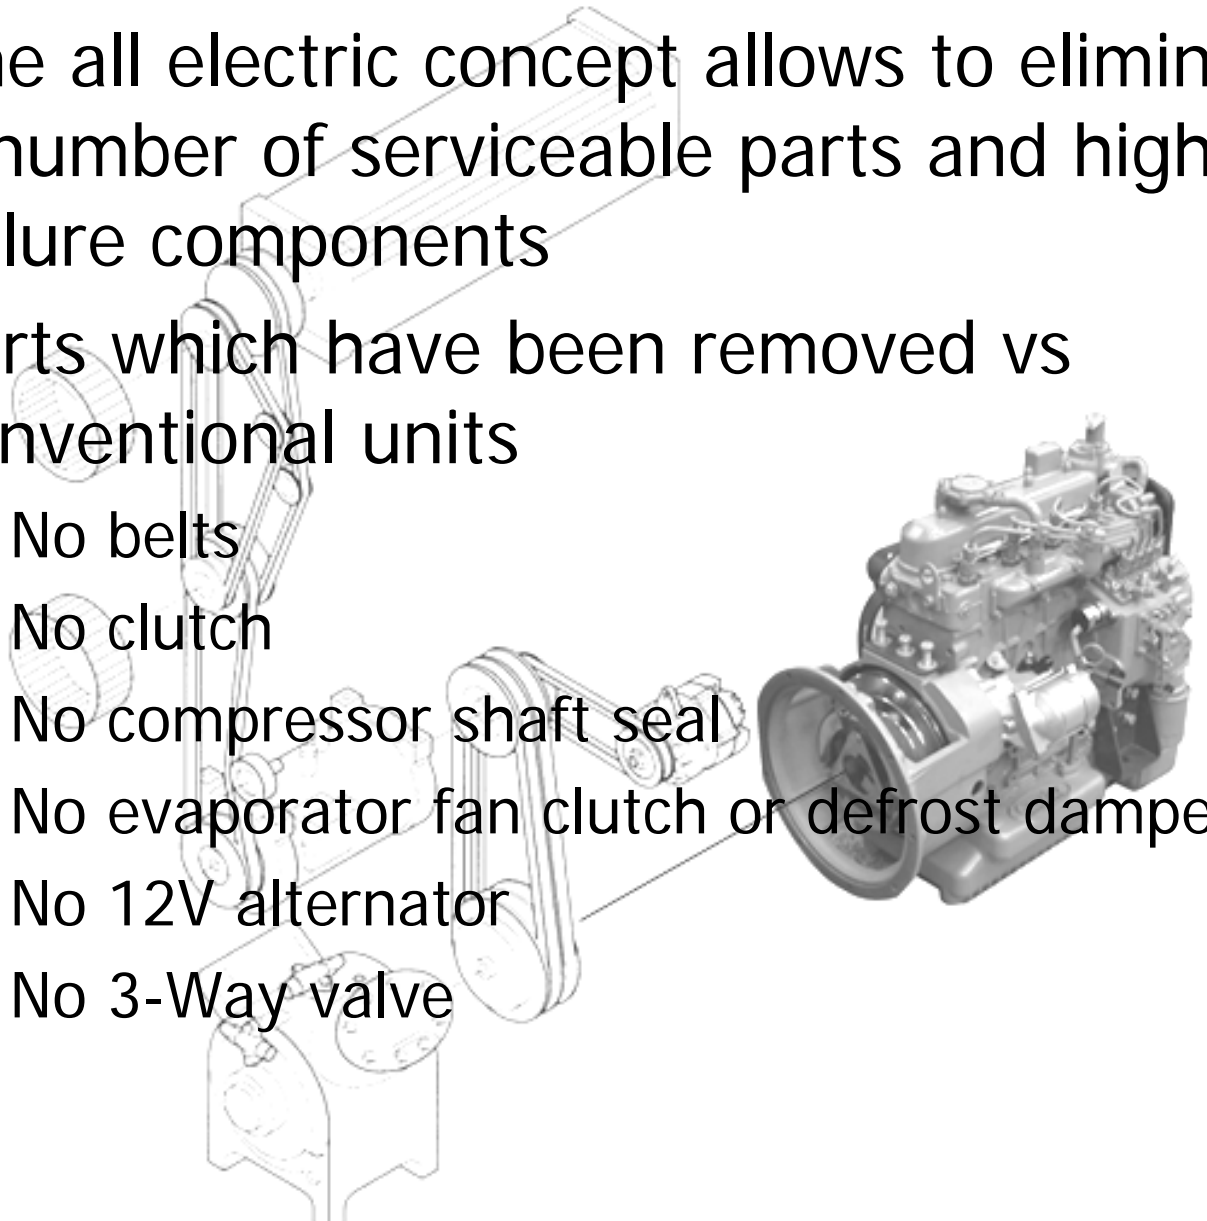 ne all electric concept allows to elimin
number of serviceable parts and high
ilure components
rts which have been removed vs
nventional units
No belts
No clutch
No compressor shaft seal
No evaporator fan clutch or defrost dampe
No 12V alternator
No 3-Way valve